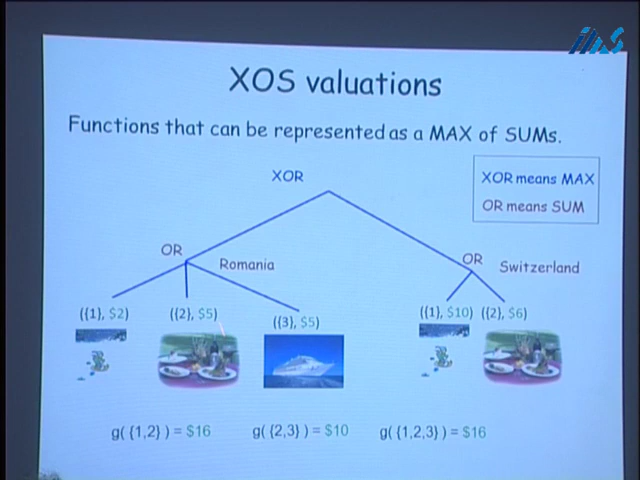 ihes
XOS valuations
Functions that can be represented as a MAX of SUMs.
XOR
XOR means MAX
OR means SUM
OR
Romania
OR
Switzerland
({1}, $2)
({2}, $5)
({3}, $5)
({1}, $10)
({2}, $6)
g( {1,2} ) = $16
g( {2,3} ) = $10
g( {1,2,3} ) = $16